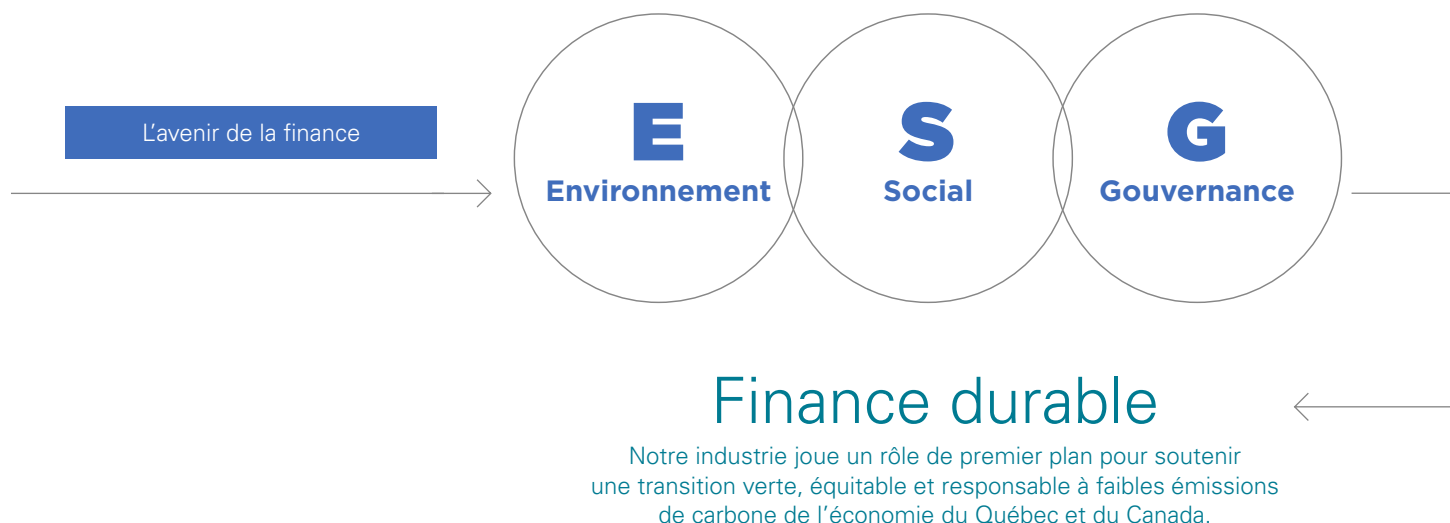 L'avenir de la finance
E
Environnement
S
Social
G
Gouvernance
Finance durable
Notre industrie joue un rôle de premier plan pour soutenir
une transition verte, équitable et responsable à faibles émissions
de carbone de l'économie du Québec et du Canada.